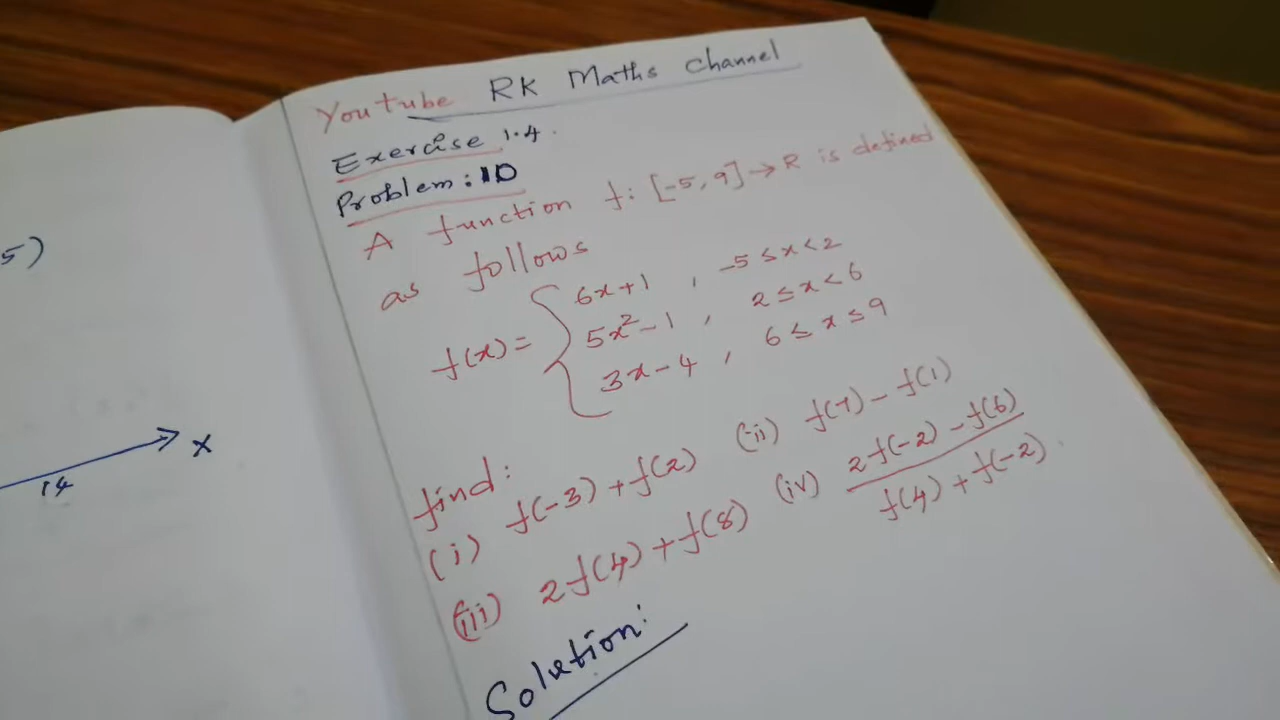 5)
14
x
Youtube RK Maths channel
Exercise 1.4.
Problem: 10
A function f: [-5, 9] → R is defined
as follows
f(x) = { 6x+1 , -5 ≤ x < 2
5x²-1 , 2 ≤ x < 6
3x-4 , 6 ≤ x ≤ 9
find:
(i) f(-3) + f(2) (ii) f(7) - f(1)
(iii) 2f(4) + f(8) (iv) 2f(-2) - f(6) / f(4) + f(-2)
Solution: